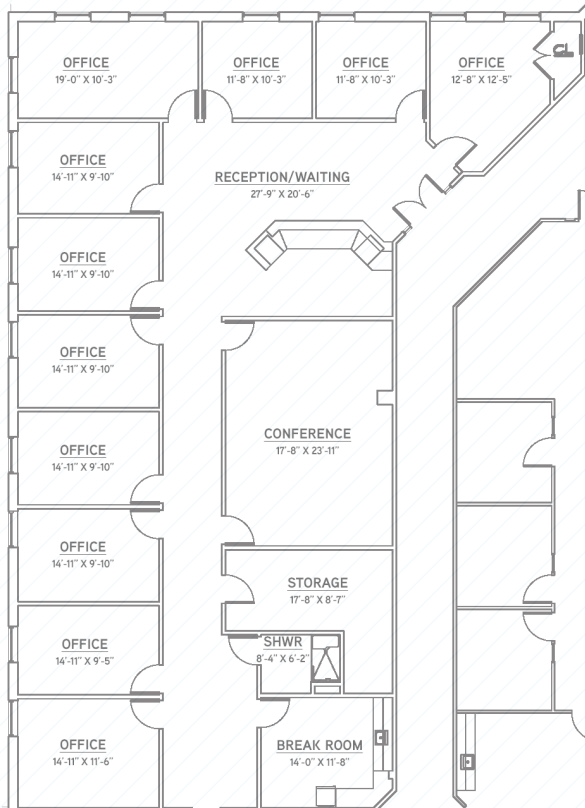 OFFICE
19'-0" X 10'-3"
OFFICE
11'-8" X 10'-3"
OFFICE
11'-8" X 10'-3"
OFFICE
12'-8" X 12'-5"
OFFICE
14'-11" X 9'-10"
RECEPTION/WAITING
27'-9" X 20'-6"
OFFICE
14'-11" X 9'-10"
OFFICE
14'-11" X 9'-10"
OFFICE
14'-11" X 9'-10"
CONFERENCE
17'-8" X 23'-11"
OFFICE
14'-11" X 9'-10"
STORAGE
17'-8" X 8'-7"
OFFICE
14'-11" X 9'-5"
SHWR
8'-4" X 6'-2"
OFFICE
14'-11" X 11'-6"
BREAK ROOM
14'-0" X 11'-8"